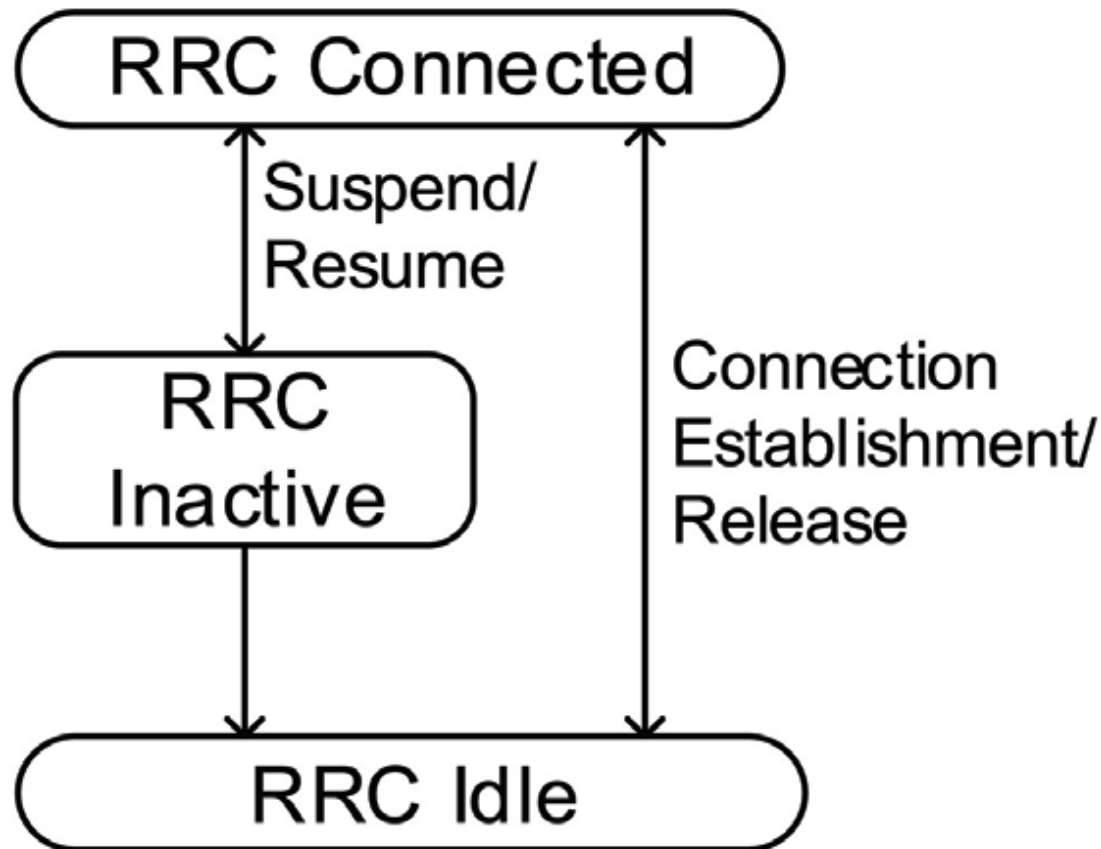 RRC Connected
Suspend/
Resume
RRC
Inactive
Connection
Establishment/
Release
RRC Idle